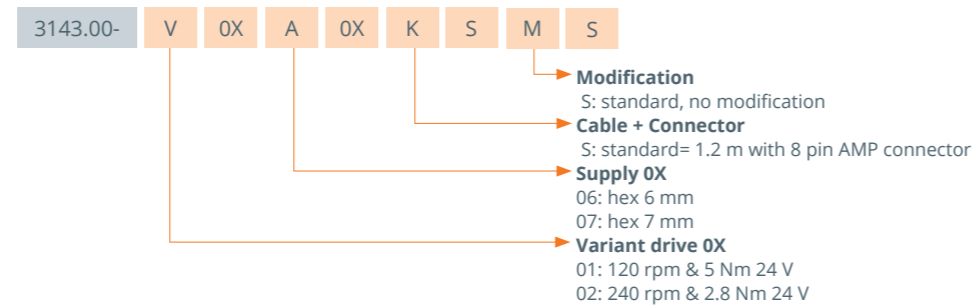 3143.00- V 0X A 0X K S M S
Modification
S: standard, no modification
Cable + Connector
S: standard= 1.2 m with 8 pin AMP connector
Supply 0X
06: hex 6 mm
07: hex 7 mm
Variant drive 0X
01: 120 rpm & 5 Nm 24 V
02: 240 rpm & 2.8 Nm 24 V